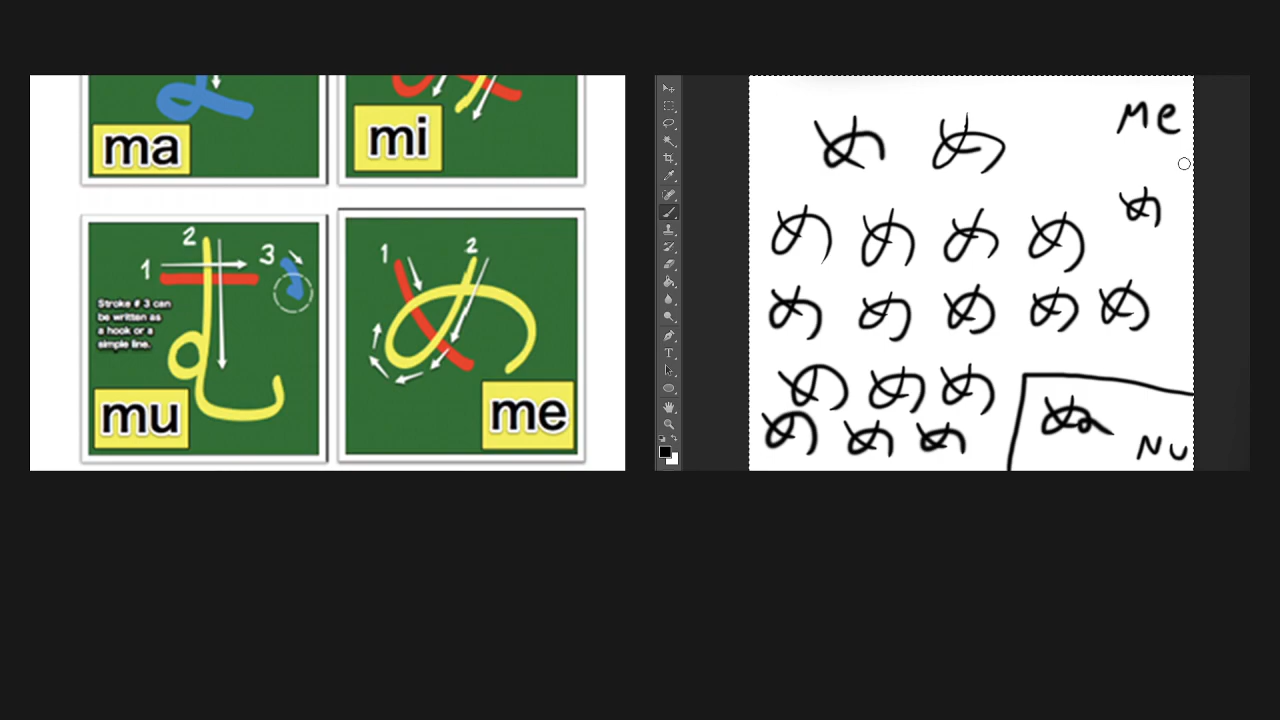 ma
mi
1 2 3
Stroke # 3 can
be written as
a hook or a
simple line.
mu
1 2
me
め め Me
め
め め め め
め め め め め
め め め
め め め
ぬ
Nu